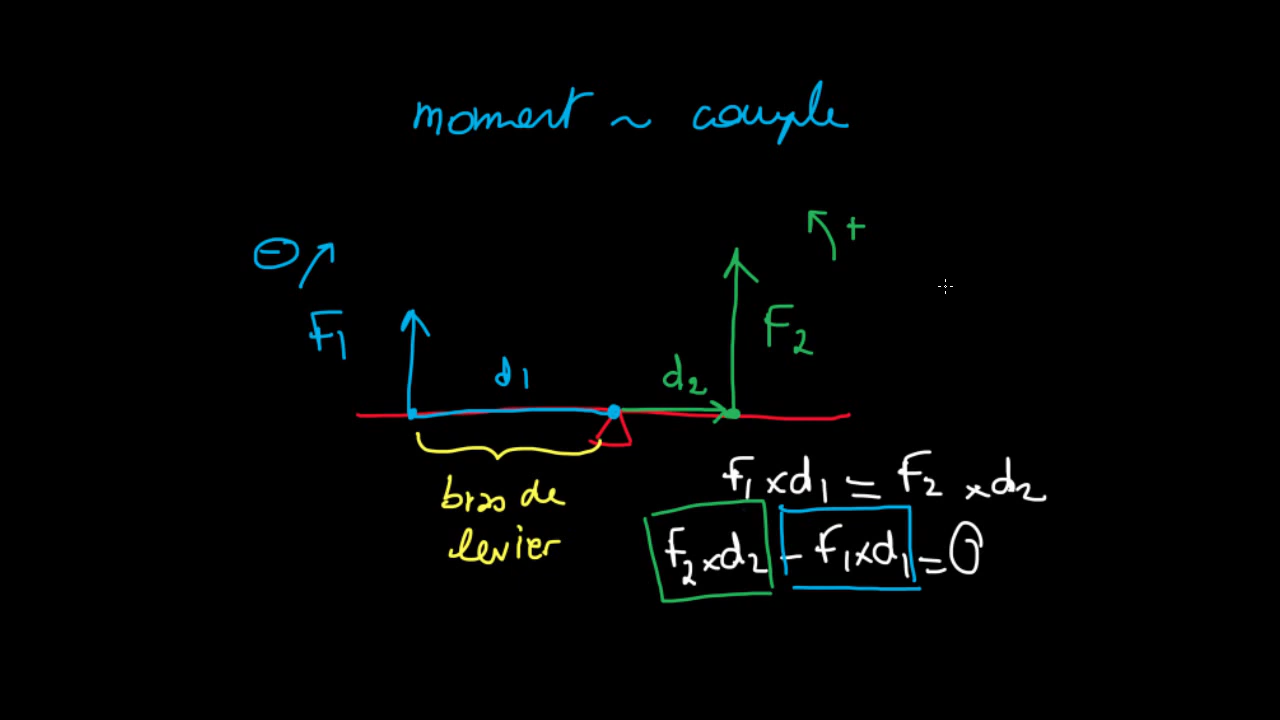 moment ~ couple
⊖
+
F₁
F₂
d₁
d₂
F₁ × d₁ = F₂ × d₂
bras de
levier
F₂ × d₂ - F₁ × d₁ = 0